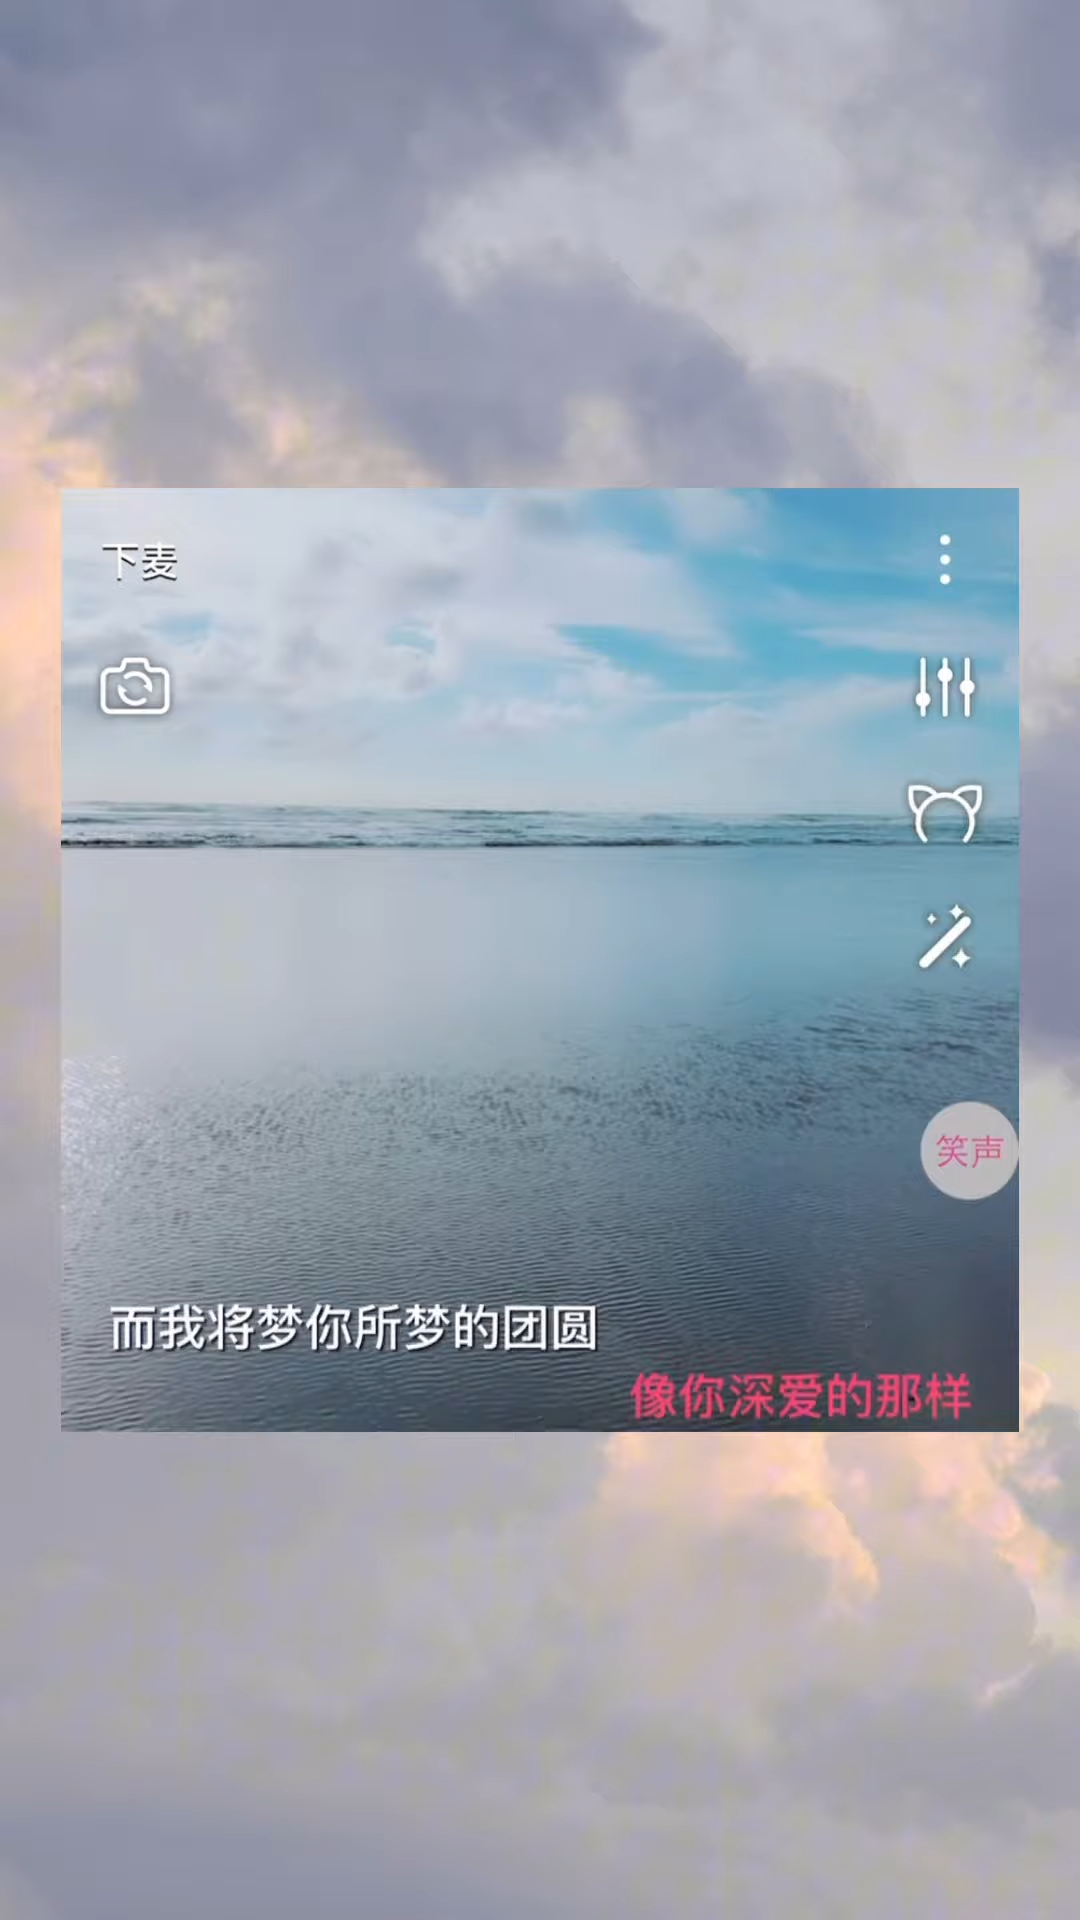 下麦
笑声
而我将梦你所梦的团圆
像你深爱的那样